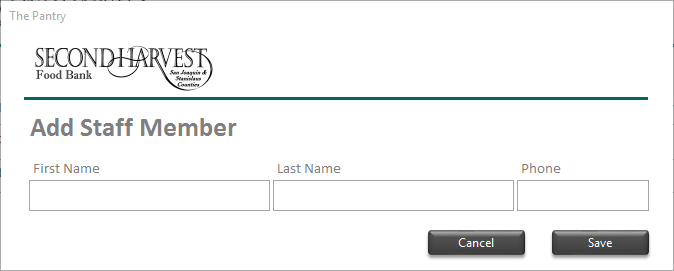 The Pantry
SECOND HARVEST
Food Bank
San Joaquin &
Stanislaus
Counties
Add Staff Member
First Name Last Name Phone
Cancel Save